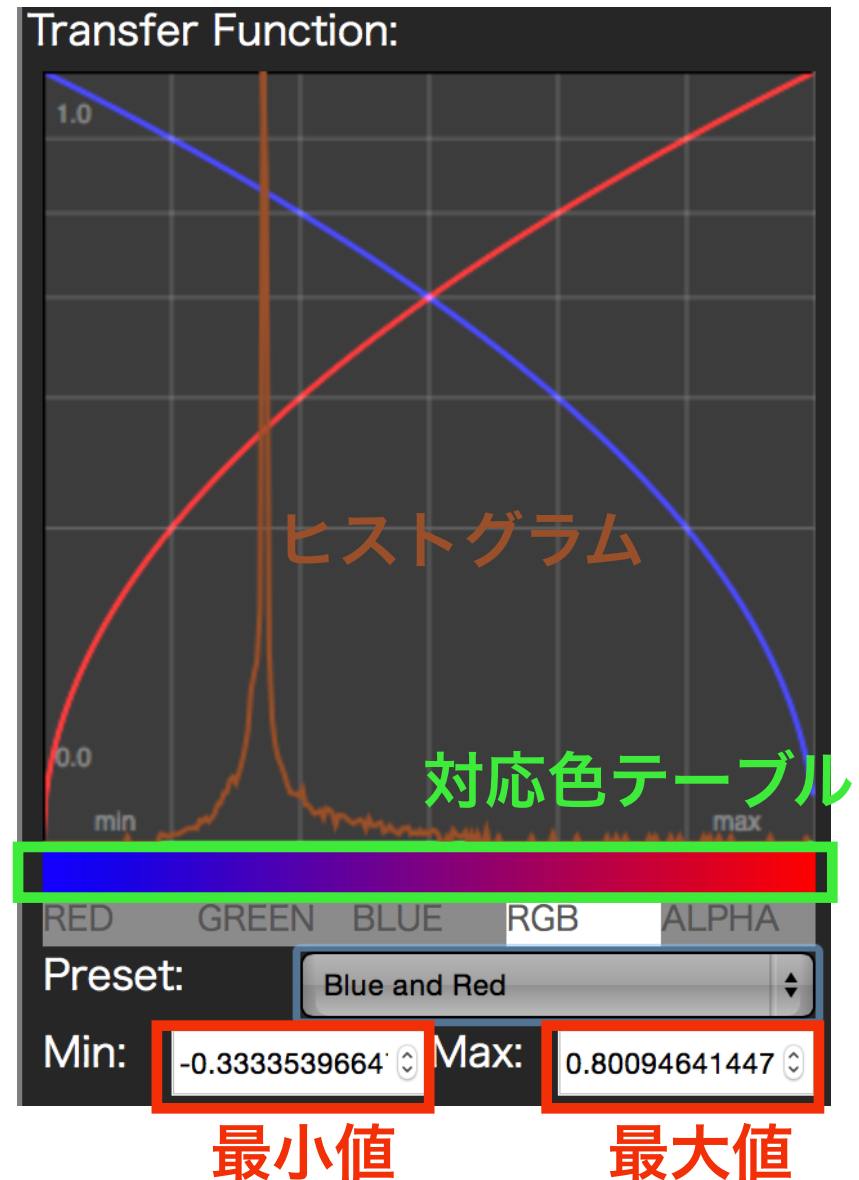 Transfer Function:
1.0
ヒストグラム
0.0
対応色テーブル
min max
RED GREEN BLUE RGB ALPHA
Preset: Blue and Red
Min: -0.3333539664 Max: 0.80094641447
最小値 最大値